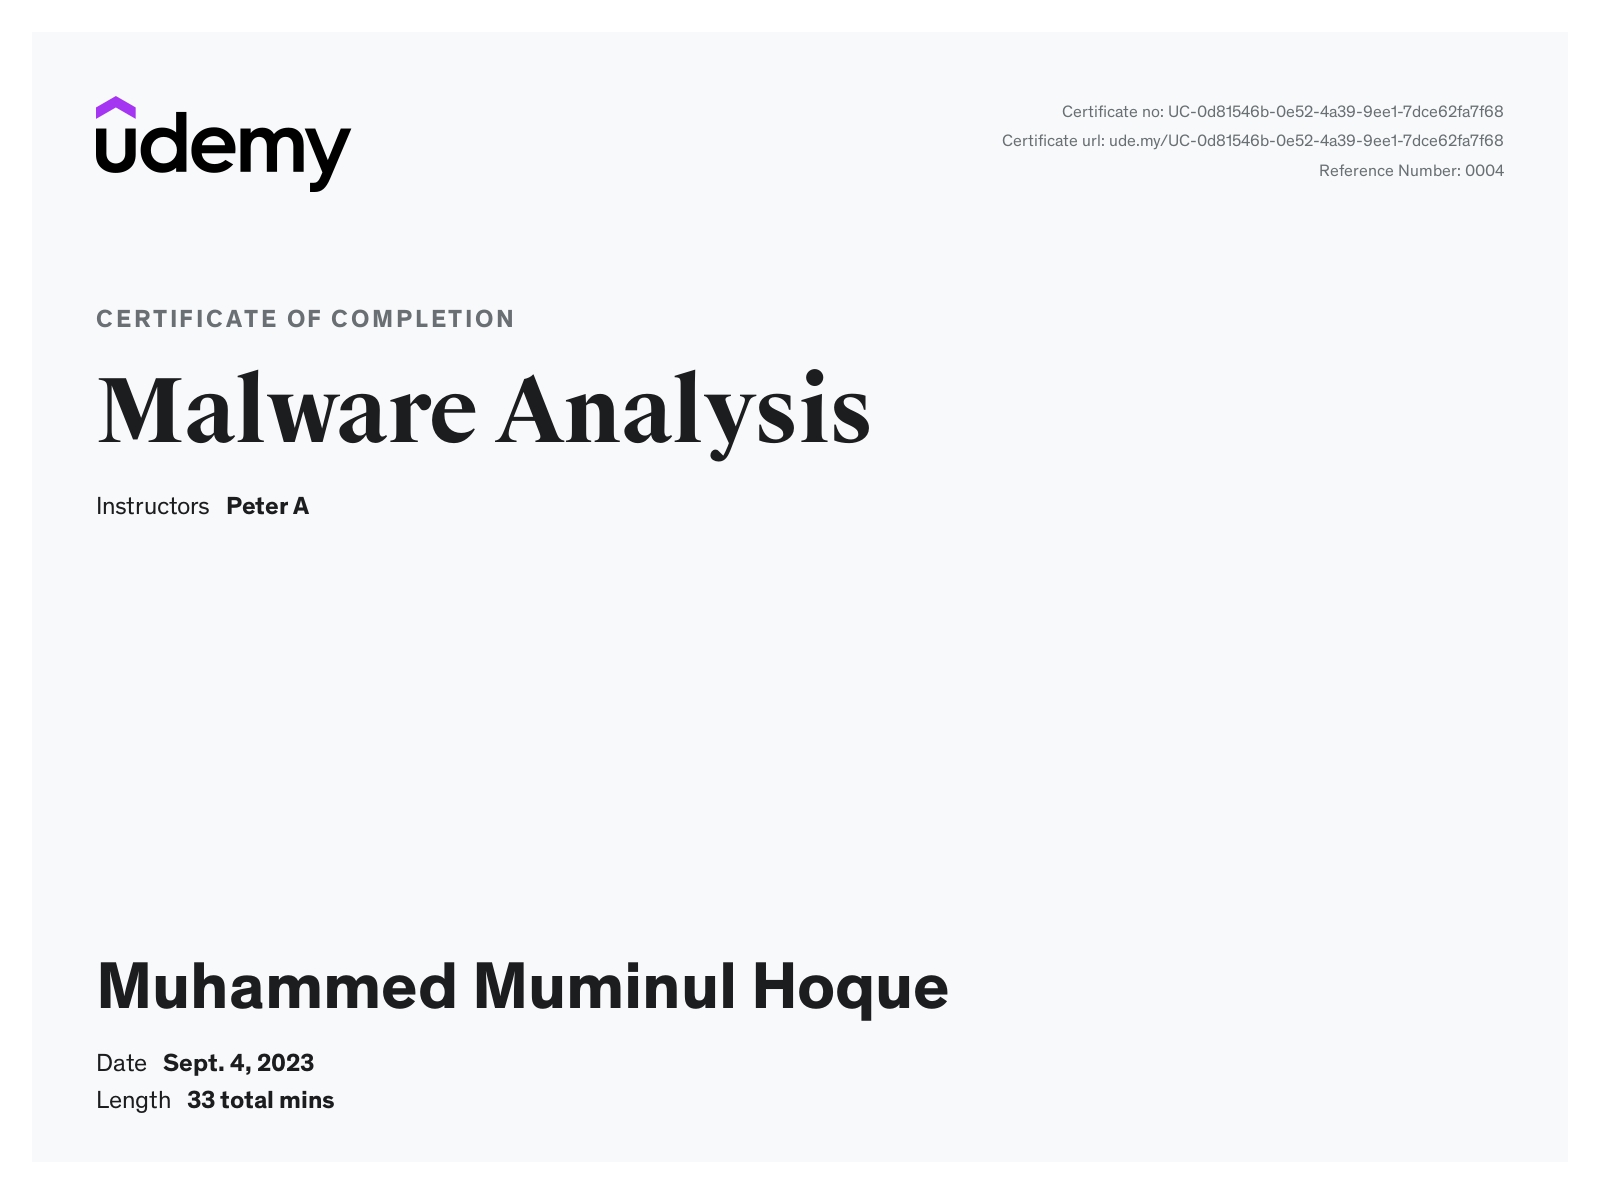 udemy
Certificate no: UC-0d81546b-0e52-4a39-9ee1-7dce62fa7f68
Certificate url: ude.my/UC-0d81546b-0e52-4a39-9ee1-7dce62fa7f68
Reference Number: 0004
CERTIFICATE OF COMPLETION
Malware Analysis
Instructors Peter A
Muhammed Muminul Hoque
Date Sept. 4, 2023
Length 33 total mins